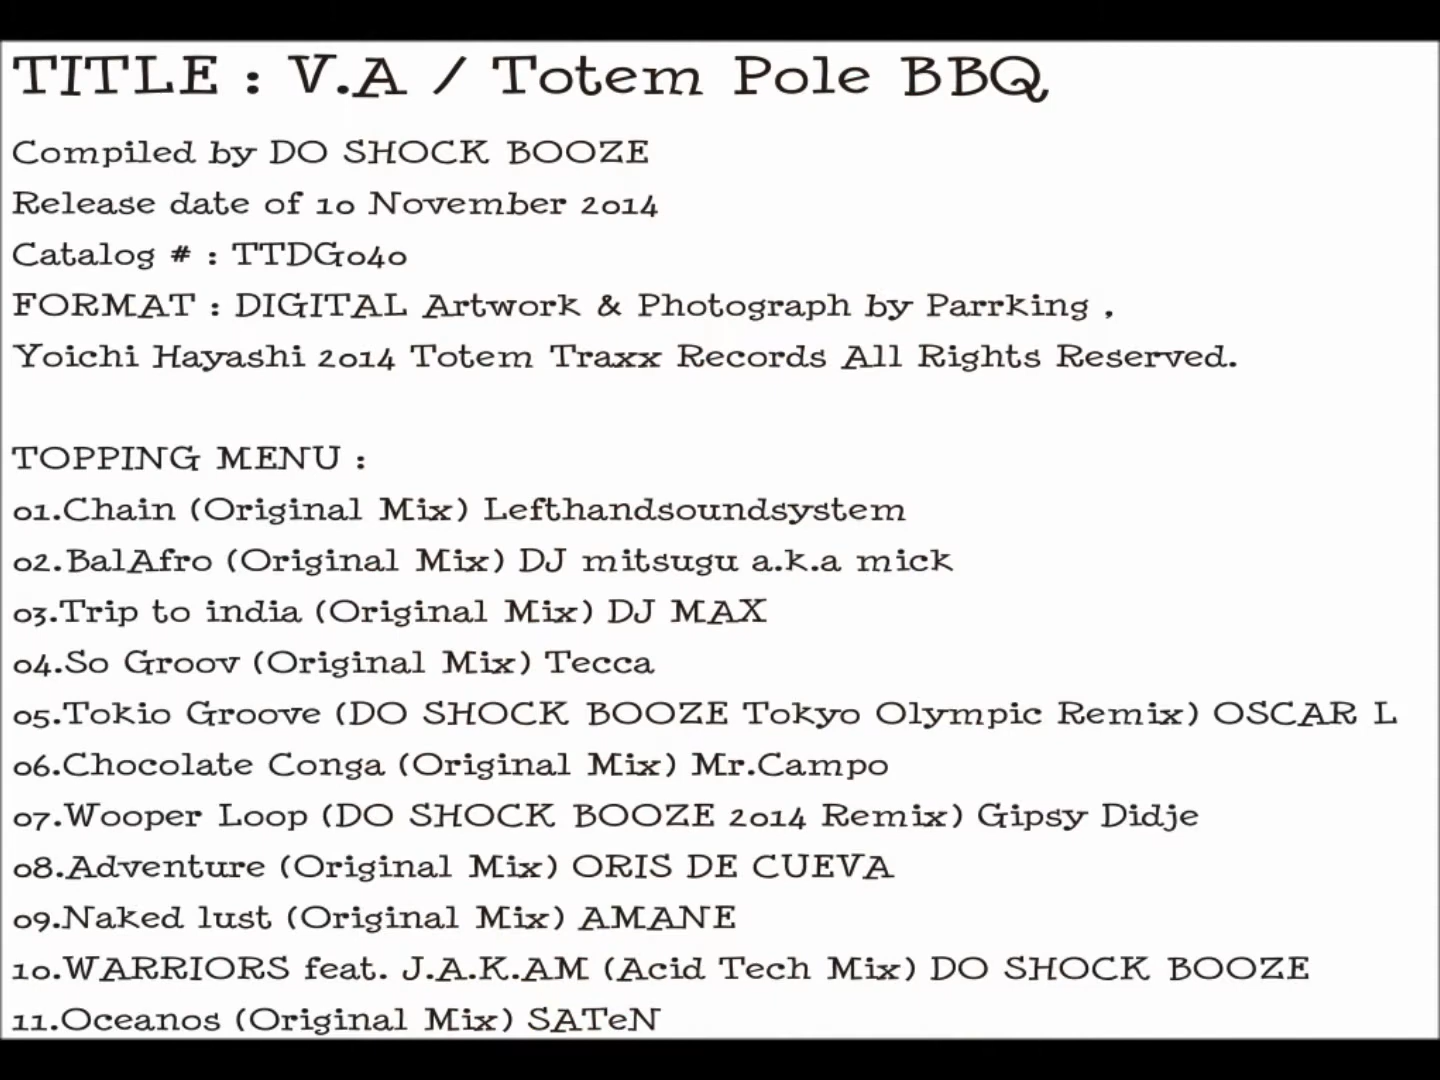 TITLE : V.A / Totem Pole BBQ
Compiled by DO SHOCK BOOZE
Release date of 10 November 2014
Catalog # : TTDG040
FORMAT : DIGITAL Artwork & Photograph by Parrking ,
Yoichi Hayashi 2014 Totem Traxx Records All Rights Reserved.
TOPPING MENU :
01.Chain (Original Mix) Lefthandsoundsystem
02.BalAfro (Original Mix) DJ mitsugu a.k.a mick
03.Trip to india (Original Mix) DJ MAX
04.So Groov (Original Mix) Tecca
05.Tokio Groove (DO SHOCK BOOZE Tokyo Olympic Remix) OSCAR L
06.Chocolate Conga (Original Mix) Mr.Campo
07.Wooper Loop (DO SHOCK BOOZE 2014 Remix) Gipsy Didje
08.Adventure (Original Mix) ORIS DE CUEVA
09.Naked lust (Original Mix) AMANE
10.WARRIORS feat. J.A.K.AM (Acid Tech Mix) DO SHOCK BOOZE
11.Oceanos (Original Mix) SATeN